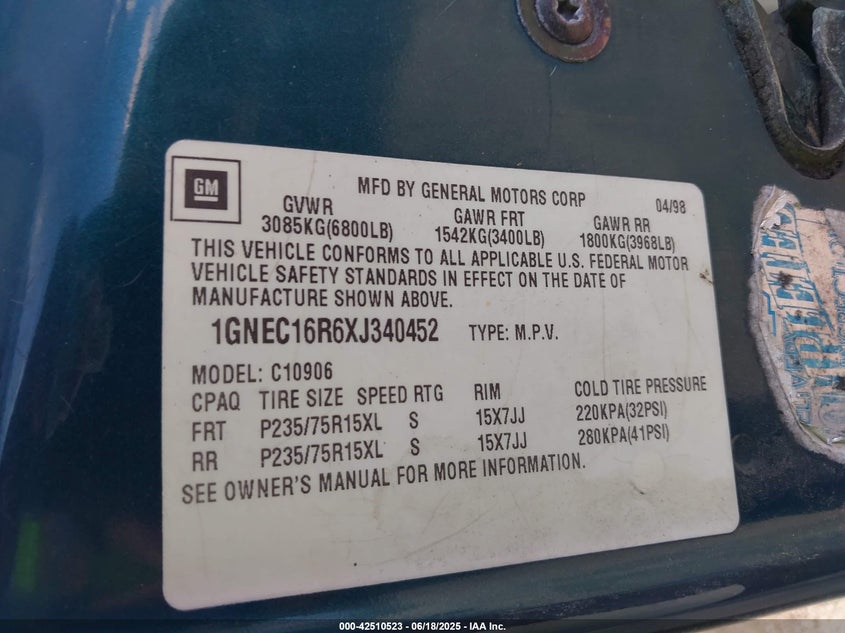 GM
MFD BY GENERAL MOTORS CORP 04/98
GVWR GAWR FRT GAWR RR
3085KG(6800LB) 1542KG(3400LB) 1800KG(3968LB)
THIS VEHICLE CONFORMS TO ALL APPLICABLE U.S. FEDERAL MOTOR
VEHICLE SAFETY STANDARDS IN EFFECT ON THE DATE OF
MANUFACTURE SHOWN ABOVE.
1GNEC16R6XJ340452 TYPE: M.P.V.
MODEL: C10906
CPAQ TIRE SIZE SPEED RTG RIM COLD TIRE PRESSURE
FRT P235/75R15XL S 15X7JJ 220KPA(32PSI)
RR P235/75R15XL S 15X7JJ 280KPA(41PSI)
SEE OWNER'S MANUAL FOR MORE INFORMATION.
000-42510523 - 06/18/2025 - IAA Inc.